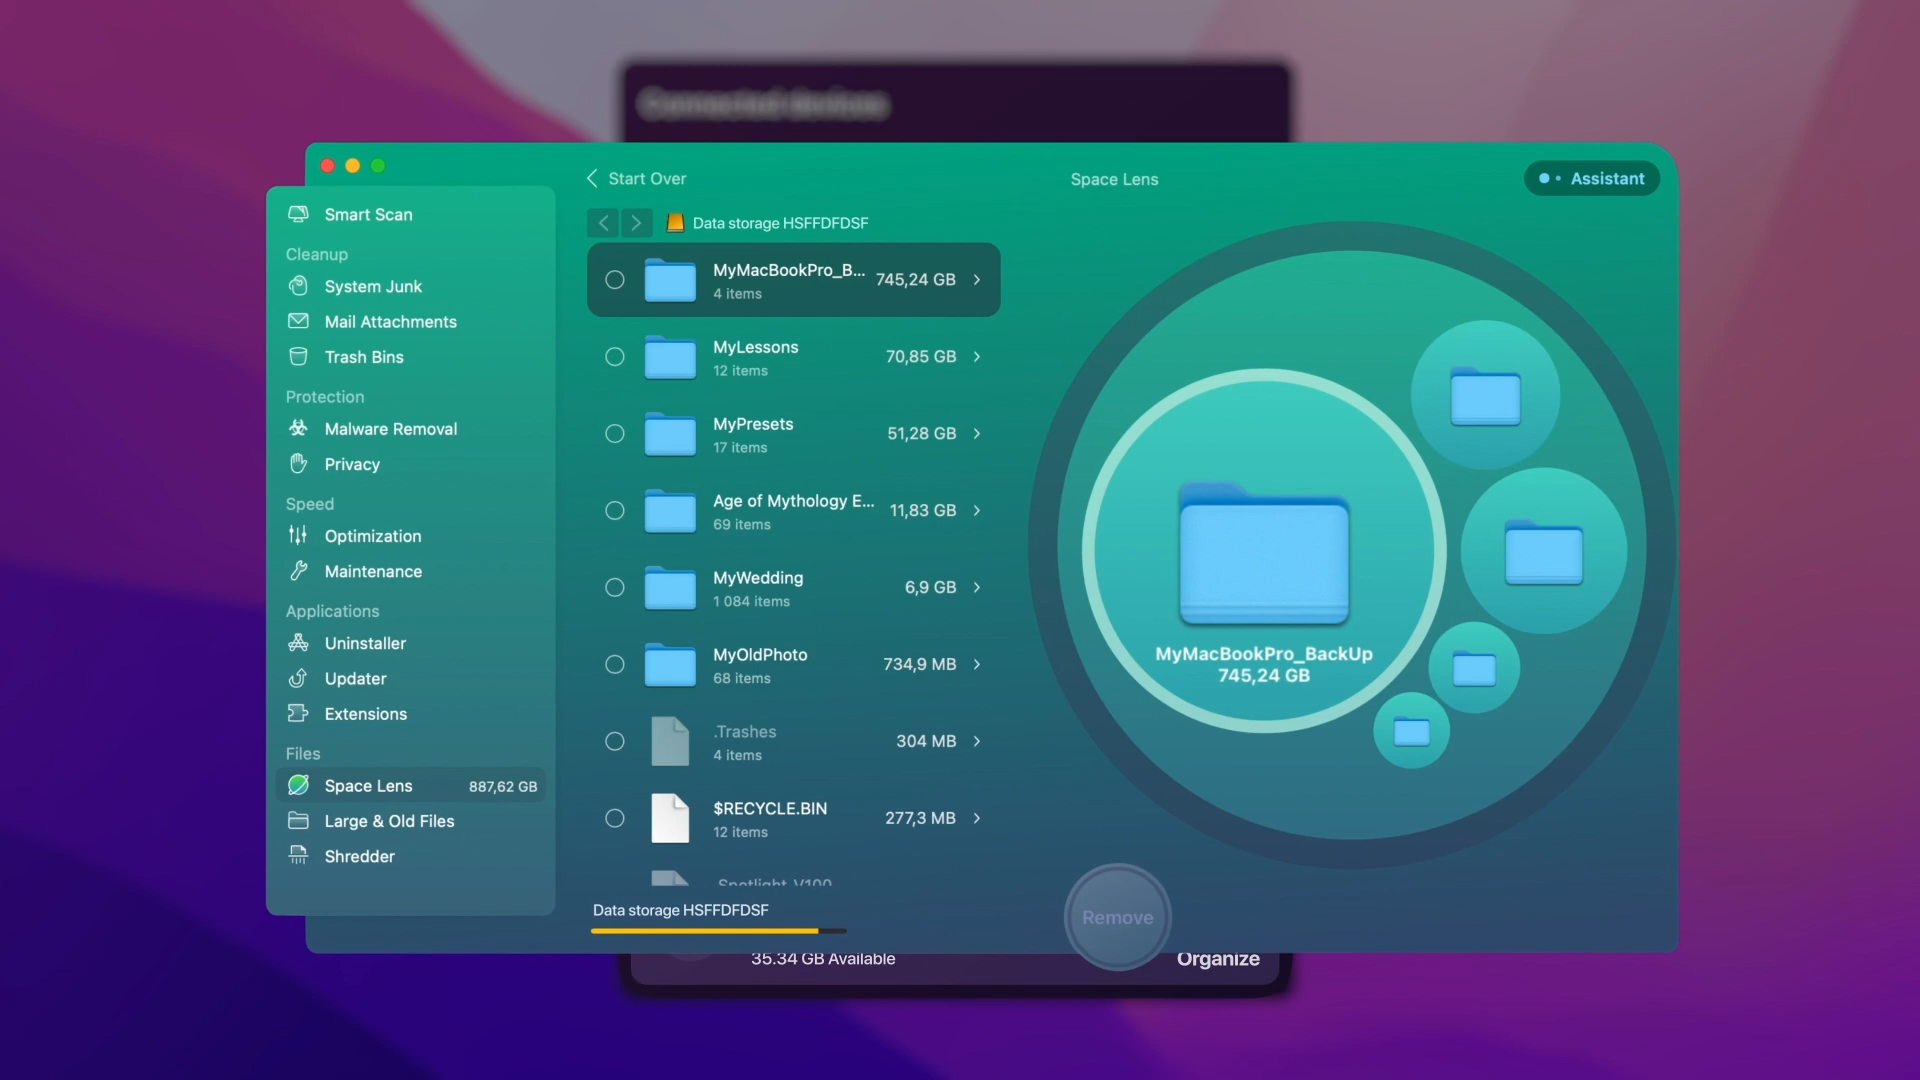 Connected devices
Start Over
Space Lens
Assistant
Smart Scan
Cleanup
System Junk
Mail Attachments
Trash Bins
Protection
Malware Removal
Privacy
Speed
Optimization
Maintenance
Applications
Uninstaller
Updater
Extensions
Files
Space Lens 887,62 GB
Large & Old Files
Shredder
Data storage HSFFDFDSF
MyMacBookPro_B... 745,24 GB
4 items
MyLessons 70,85 GB
12 items
MyPresets 51,28 GB
17 items
Age of Mythology E... 11,83 GB
69 items
MyWedding 6,9 GB
1 084 items
MyOldPhoto 734,9 MB
68 items
.Trashes 304 MB
4 items
$RECYCLE.BIN 277,3 MB
12 items
.Spotlight-V100
Data storage HSFFDFDSF
MyMacBookPro_BackUp
745,24 GB
Remove
35.34 GB Available
Organize